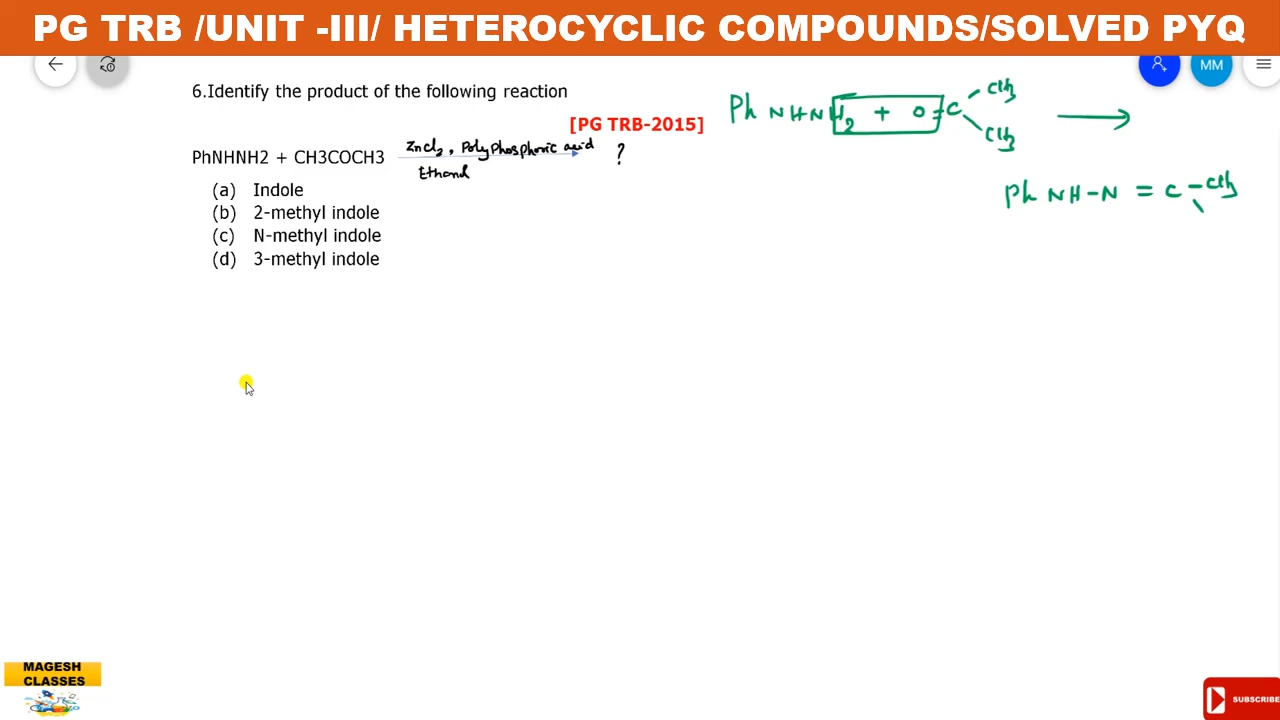 PG TRB /UNIT -III/ HETEROCYCLIC COMPOUNDS/SOLVED PYQ
MM
6.Identify the product of the following reaction
[PG TRB-2015]
PhNHNH2 + CH3COCH3
ZnCl2, Polyphosphoric acid
Ethanol
?
(a) Indole
(b) 2-methyl indole
(c) N-methyl indole
(d) 3-methyl indole
Ph NHNH2 + O=C
CH3
CH3
Ph NH-N = C -CH3
MAGESH
CLASSES
SUBSCRIBE